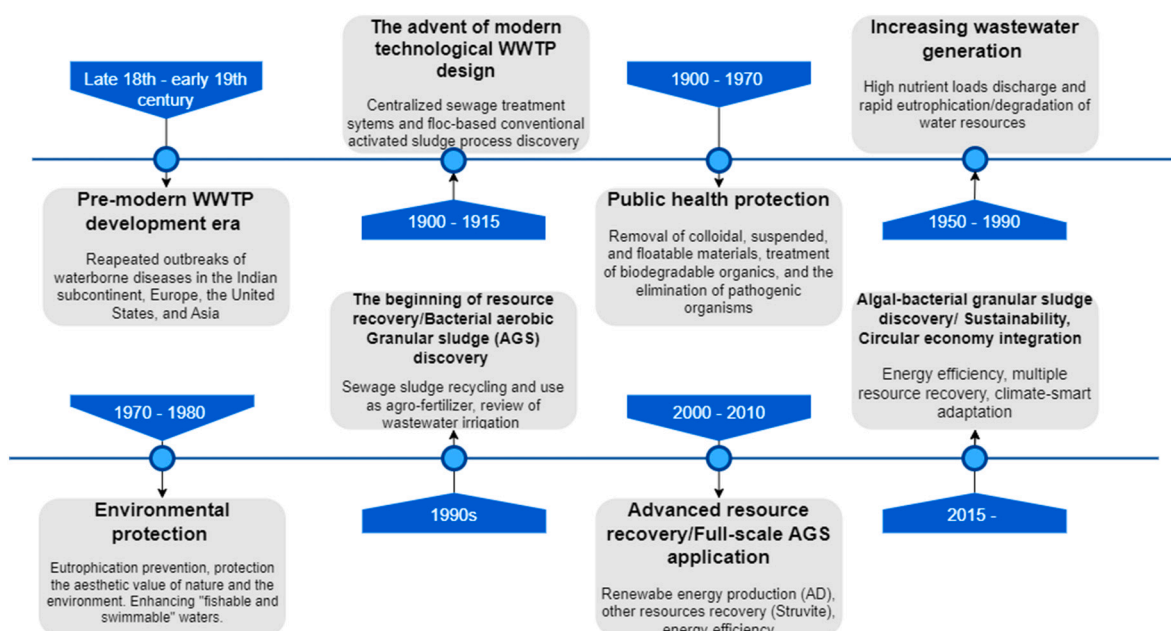 Late 18th - early 19th
century
Pre-modern WWTP
development era
Reapeated outbreaks of
waterborne diseases in the Indian
subcontinent, Europe, the United
States, and Asia
The advent of modern
technological WWTP
design
Centralized sewage treatment
sytems and floc-based conventional
activated sludge process discovery
1900 - 1915
1900 - 1970
Public health protection
Removal of colloidal, suspended,
and floatable materials, treatment
of biodegradable organics, and the
elimination of pathogenic
organisms
Increasing wastewater
generation
High nutrient loads discharge and
rapid eutrophication/degradation of
water resources
1950 - 1990
1970 - 1980
Environmental
protection
Eutrophication prevention, protection
the aesthetic value of nature and the
environment. Enhancing "fishable and
swimmable" waters.
The beginning of resource
recovery/Bacterial aerobic
Granular sludge (AGS)
discovery
Sewage sludge recycling and use
as agro-fertilizer, review of
wastewater irrigation
1990s
2000 - 2010
Advanced resource
recovery/Full-scale AGS
application
Renewabe energy production (AD),
other resources recovery (Struvite),
energy efficiency
Algal-bacterial granular sludge
discovery/ Sustainability,
Circular economy integration
Energy efficiency, multiple
resource recovery, climate-smart
adaptation
2015 -